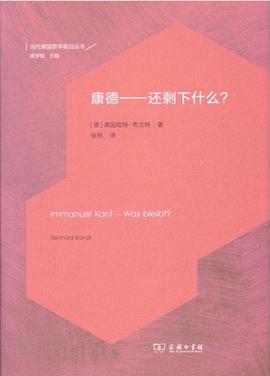 当代德国哲学前沿丛书
庞学铨 主编
康德——还剩下什么?
[德] 莱因哈特·布兰特 著
张柯 译
Immanuel Kant – Was bleibt?
Reinhard Brandt
商务印书馆
The Commercial Press